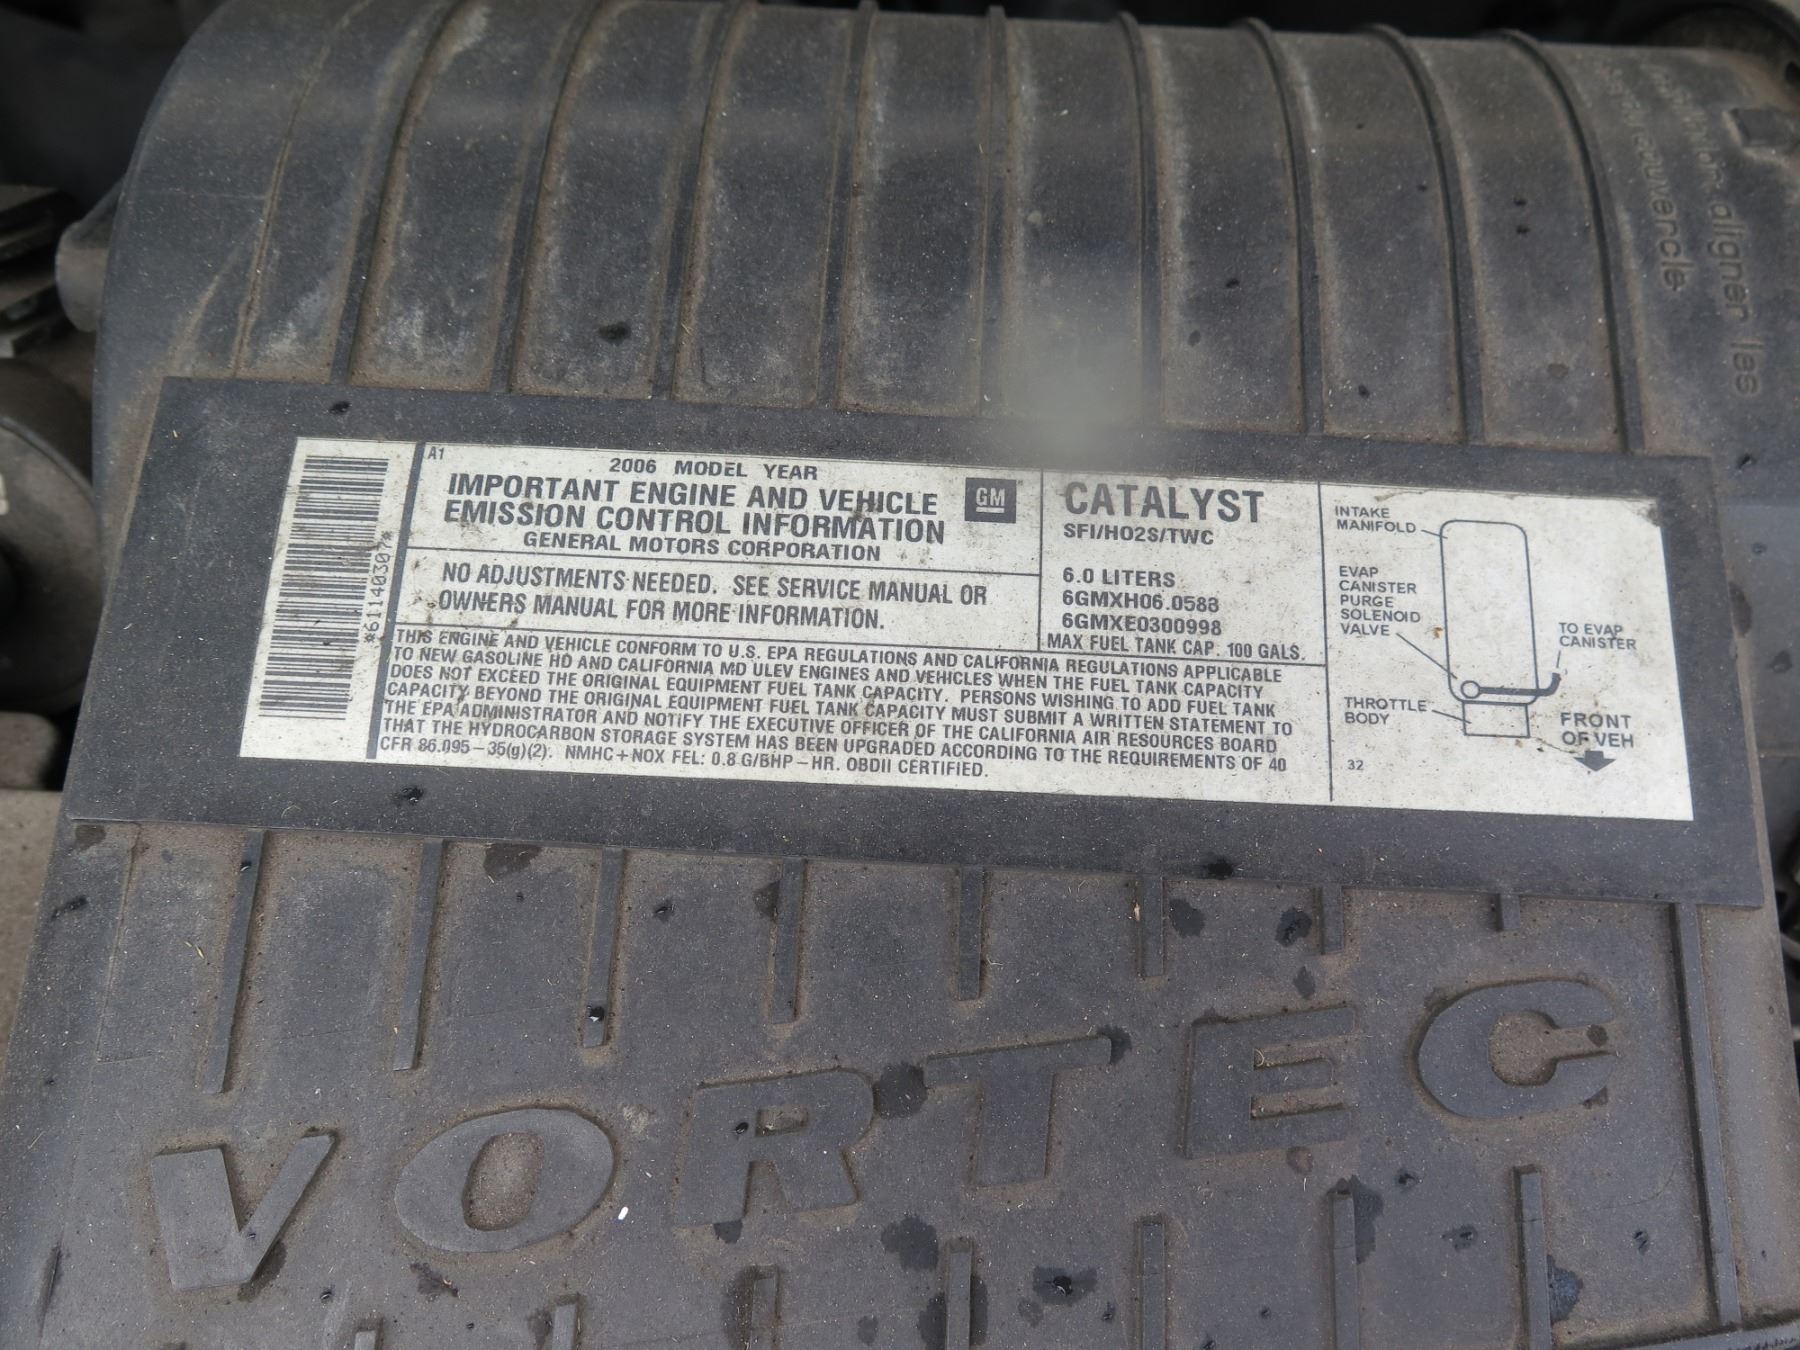 A1
2006 MODEL YEAR
IMPORTANT ENGINE AND VEHICLE
EMISSION CONTROL INFORMATION
GENERAL MOTORS CORPORATION
GM
NO ADJUSTMENTS NEEDED. SEE SERVICE MANUAL OR
OWNERS MANUAL FOR MORE INFORMATION.
CATALYST
SFI/HO2S/TWC
6.0 LITERS
6GMXH06.0583
6GMXE0300998
MAX FUEL TANK CAP. 100 GALS.
THIS ENGINE AND VEHICLE CONFORM TO U.S. EPA REGULATIONS AND CALIFORNIA REGULATIONS APPLICABLE
TO NEW GASOLINE HD AND CALIFORNIA MD ULEV ENGINES AND VEHICLES WHEN THE FUEL TANK CAPACITY
DOES NOT EXCEED THE ORIGINAL EQUIPMENT FUEL TANK CAPACITY. PERSONS WISHING TO ADD FUEL TANK
CAPACITY BEYOND THE ORIGINAL EQUIPMENT FUEL TANK CAPACITY MUST SUBMIT A WRITTEN STATEMENT TO
THE EPA ADMINISTRATOR AND NOTIFY THE EXECUTIVE OFFICER OF THE CALIFORNIA AIR RESOURCES BOARD
THAT THE HYDROCARBON STORAGE SYSTEM HAS BEEN UPGRADED ACCORDING TO THE REQUIREMENTS OF 40
CFR 86.095-35(g)(2). NMHC+NOX FEL: 0.8 G/BHP-HR. OBDII CERTIFIED.
*61140307*
INTAKE
MANIFOLD
EVAP
CANISTER
PURGE
SOLENOID
VALVE
TO EVAP
CANISTER
THROTTLE
BODY
FRONT
OF VEH
32
aligner les
couvercle
VORTEC